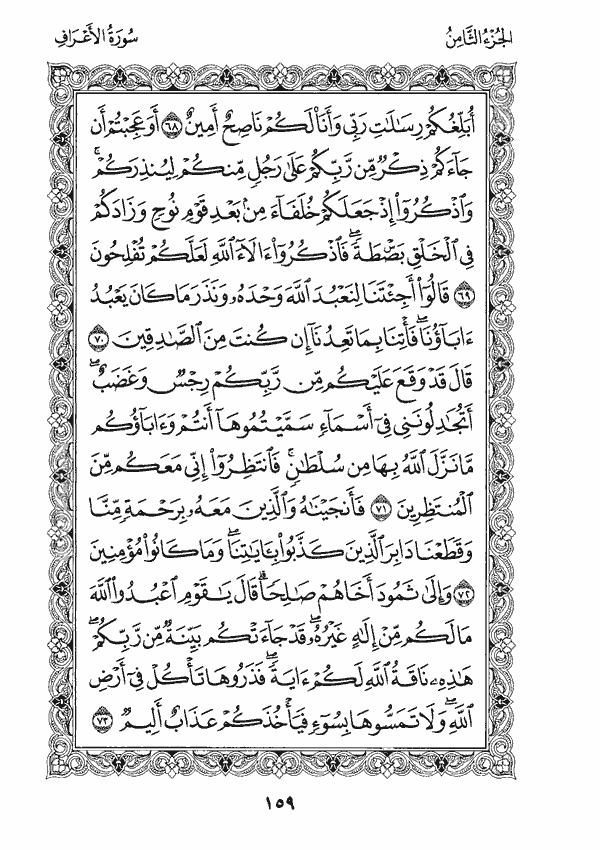 الجُزْءُ الثَّامِنُ
سُورَةُ الأَعْرَافِ
أُبَلِّغُكُمْ رِسَٰلَٰتِ رَبِّى وَأَنَا۠ لَكُمْ نَاصِحٌ أَمِينٌ ٦٨ أَوَعَجِبْتُمْ أَن
جَآءَكُمْ ذِكْرٌ مِّن رَّبِّكُمْ عَلَىٰ رَجُلٍ مِّنكُمْ لِيُنذِرَكُمْ ۚ
وَٱذْكُرُوٓا۟ إِذْ جَعَلَكُمْ خُلَفَآءَ مِنۢ بَعْدِ قَوْمِ نُوحٍ وَزَادَكُمْ
فِى ٱلْخَلْقِ بَصْۜطَةً ۖ فَٱذْكُرُوٓا۟ ءَالَآءَ ٱللَّهِ لَعَلَّكُمْ تُفْلِحُونَ
٦٩ قَالُوٓا۟ أَجِئْتَنَا لِنَعْبُدَ ٱللَّهَ وَحْدَهُۥ وَنَذَرَ مَا كَانَ يَعْبُدُ
ءَابَآؤُنَا ۖ فَأْتِنَا بِمَا تَعِدُنَآ إِن كُنتَ مِنَ ٱلصَّٰدِقِينَ ٧٠
قَالَ قَدْ وَقَعَ عَلَيْكُم مِّن رَّبِّكُمْ رِجْسٌ وَغَضَبٌ ۖ
أَتُجَٰدِلُونَنِى فِىٓ أَسْمَآءٍ سَمَّيْتُمُوهَآ أَنتُمْ وَءَابَآؤُكُم
مَّا نَزَّلَ ٱللَّهُ بِهَا مِن سُلْطَٰنٍ ۚ فَٱنتَظِرُوٓا۟ إِنِّى مَعَكُم مِّنَ
ٱلْمُنتَظِرِينَ ٧١ فَأَنجَيْنَٰهُ وَٱلَّذِينَ مَعَهُۥ بِرَحْمَةٍ مِّنَّا
وَقَطَعْنَا دَابِرَ ٱلَّذِينَ كَذَّبُوا۟ بِـَٔايَٰتِنَا ۖ وَمَا كَانُوا۟ مُؤْمِنِينَ
٧٢ وَإِلَىٰ ثَمُودَ أَخَاهُمْ صَٰلِحًا ۗ قَالَ يَٰقَوْمِ ٱعْبُدُوا۟ ٱللَّهَ
مَا لَكُم مِّنْ إِلَٰهٍ غَيْرُهُۥ ۖ قَدْ جَآءَتْكُم بَيِّنَةٌ مِّن رَّبِّكُمْ ۖ
هَٰذِهِۦ نَاقَةُ ٱللَّهِ لَكُمْ ءَايَةً ۖ فَذَرُوهَا تَأْكُلْ فِىٓ أَرْضِ
ٱللَّهِ ۖ وَلَا تَمَسُّوهَا بِسُوٓءٍ فَيَأْخُذَكُمْ عَذَابٌ أَلِيمٌ ٧٣
١٥٩